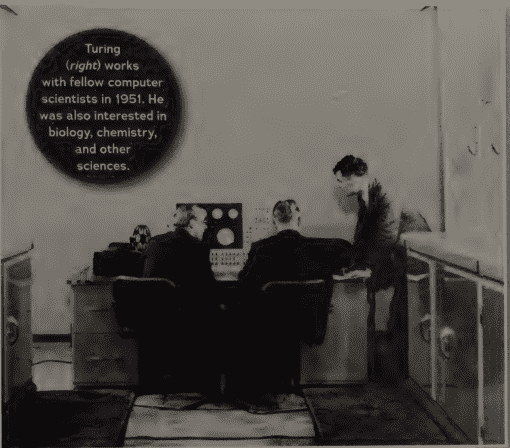 Turing
(right) works
with fellow computer
scientists in 1951. He
was also interested in
biology, chemistry,
and other
sciences.